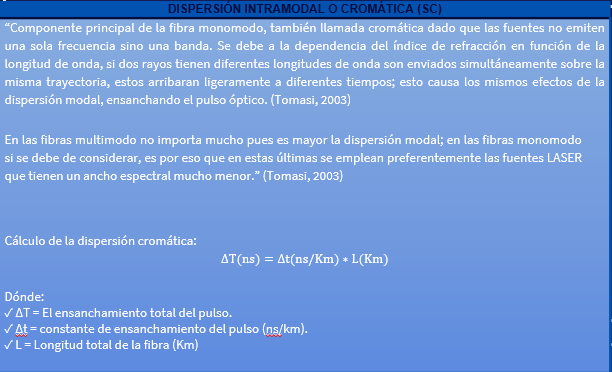 DISPERSIÓN INTRAMODAL O CROMÁTICA (SC)
“Componente principal de la fibra monomodo, también llamada cromática dado que las fuentes no emiten
una sola frecuencia sino una banda. Se debe a la dependencia del índice de refracción en función de la
longitud de onda, si dos rayos tienen diferentes longitudes de onda son enviados simultáneamente sobre la
misma trayectoria, estos arribaran ligeramente a diferentes tiempos; esto causa los mismos efectos de la
dispersión modal, ensanchando el pulso óptico. (Tomasi, 2003)
En las fibras multimodo no importa mucho pues es mayor la dispersión modal; en las fibras monomodo
si se debe de considerar, es por eso que en estas últimas se emplean preferentemente las fuentes LASER
que tienen un ancho espectral mucho menor.” (Tomasi, 2003)
Cálculo de la dispersión cromática:
ΔT(ns) = Δt(ns/Km) ∗ L(Km)
Dónde:
✓ ΔT = El ensanchamiento total del pulso.
✓ Δt = constante de ensanchamiento del pulso (ns/km).
✓ L = Longitud total de la fibra (Km)